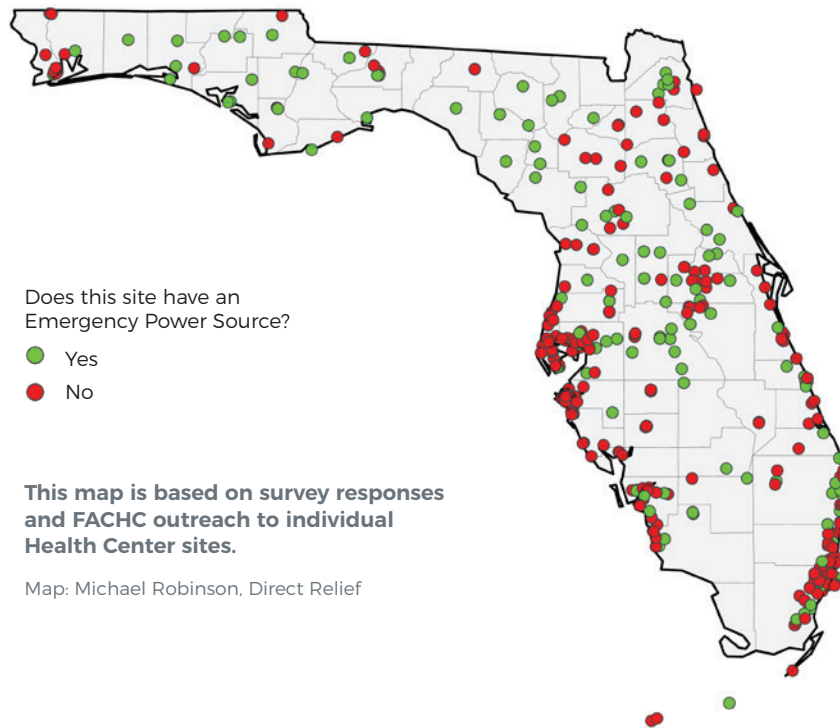 Does this site have an
Emergency Power Source?
Yes
No
This map is based on survey responses
and FACHC outreach to individual
Health Center sites.
Map: Michael Robinson, Direct Relief